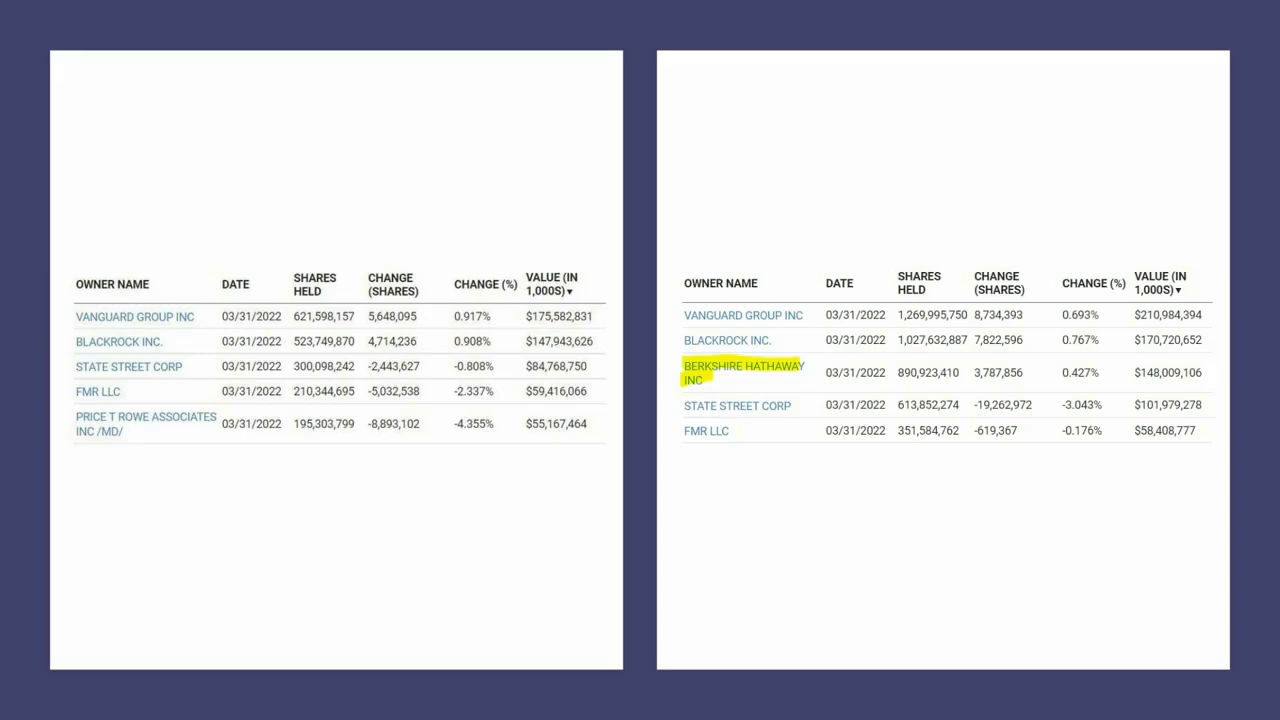 OWNER NAME DATE SHARES HELD CHANGE (SHARES) CHANGE (%) VALUE (IN 1,000S)▼
VANGUARD GROUP INC 03/31/2022 621,598,157 5,648,095 0.917% $175,582,831
BLACKROCK INC. 03/31/2022 523,749,870 4,714,236 0.908% $147,943,626
STATE STREET CORP 03/31/2022 300,098,242 -2,443,627 -0.808% $84,768,750
FMR LLC 03/31/2022 210,344,695 -5,032,538 -2.337% $59,416,066
PRICE T ROWE ASSOCIATES INC /MD/ 03/31/2022 195,303,799 -8,893,102 -4.355% $55,167,464
OWNER NAME DATE SHARES HELD CHANGE (SHARES) CHANGE (%) VALUE (IN 1,000S)▼
VANGUARD GROUP INC 03/31/2022 1,269,995,750 8,734,393 0.693% $210,984,394
BLACKROCK INC. 03/31/2022 1,027,632,887 7,822,596 0.767% $170,720,652
BERKSHIRE HATHAWAY INC 03/31/2022 890,923,410 3,787,856 0.427% $148,009,106
STATE STREET CORP 03/31/2022 613,852,274 -19,262,972 -3.043% $101,979,278
FMR LLC 03/31/2022 351,584,762 -619,367 -0.176% $58,408,777